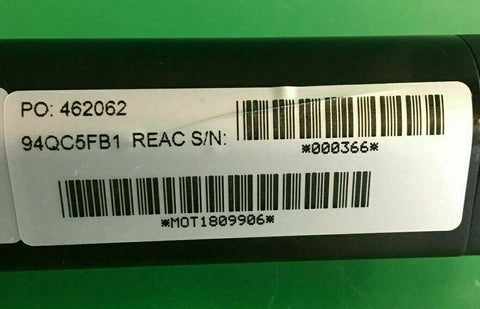 PO: 462062
94QC5FB1 REAC S/N:
*000366*
*MOT1809906*